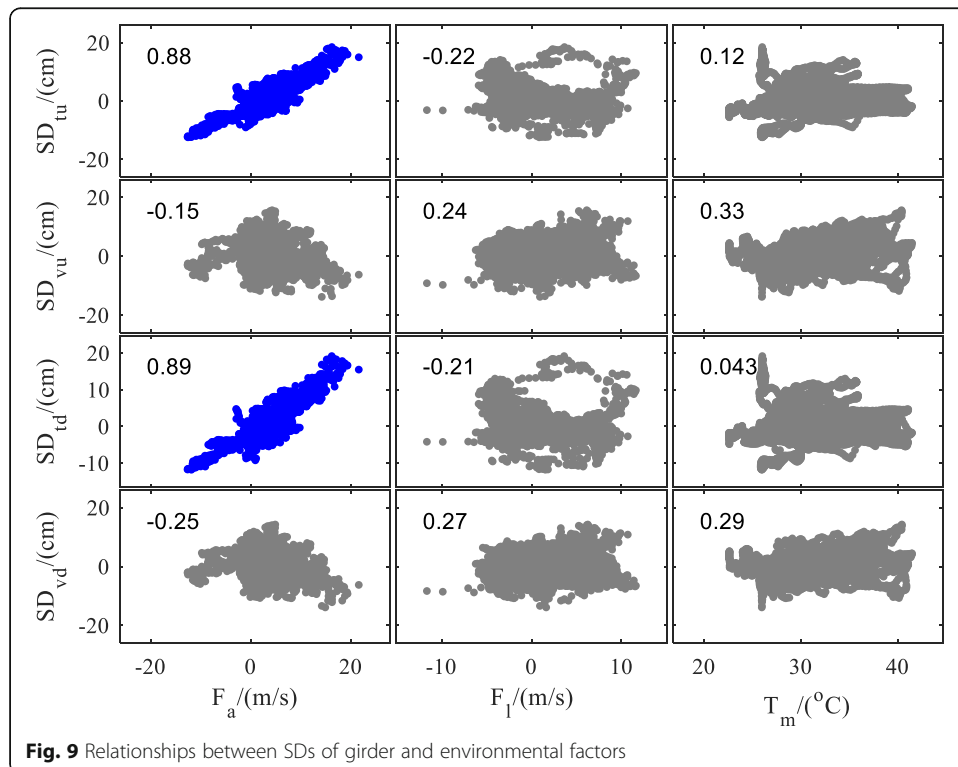 20
0
-20
SD_tu/(cm)
0.88
-0.22
0.12
20
0
-20
SD_vu/(cm)
-0.15
0.24
0.33
20
10
0
-10
SD_td/(cm)
0.89
-0.21
0.043
20
0
-20
SD_vd/(cm)
-0.25
0.27
0.29
-20 0 20
-10 0 10
20 30 40
F_a/(m/s)
F_l/(m/s)
T_m/(°C)
Fig. 9 Relationships between SDs of girder and environmental factors